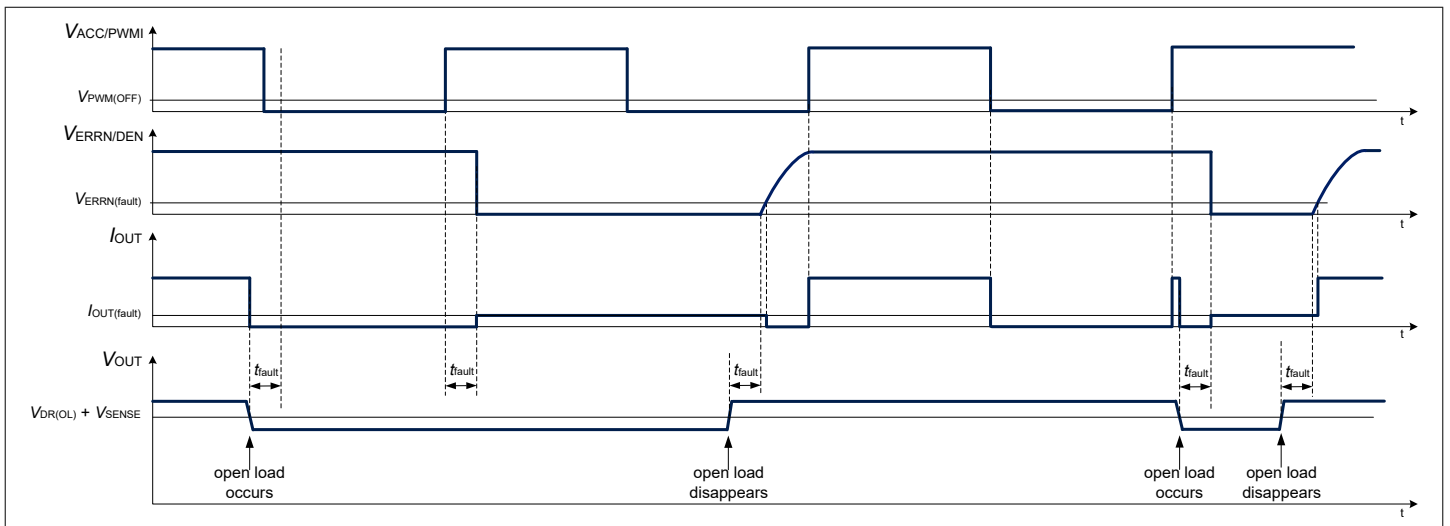 VACC/PWMI
VPWM(OFF)
t
VERRN/DEN
VERRN(fault)
t
IOUT
IOUT(fault)
t
VOUT
tfault
tfault
tfault
tfault
tfault
VDR(OL) + VSENSE
open load
occurs
open load
disappears
open load
occurs
open load
disappears
t